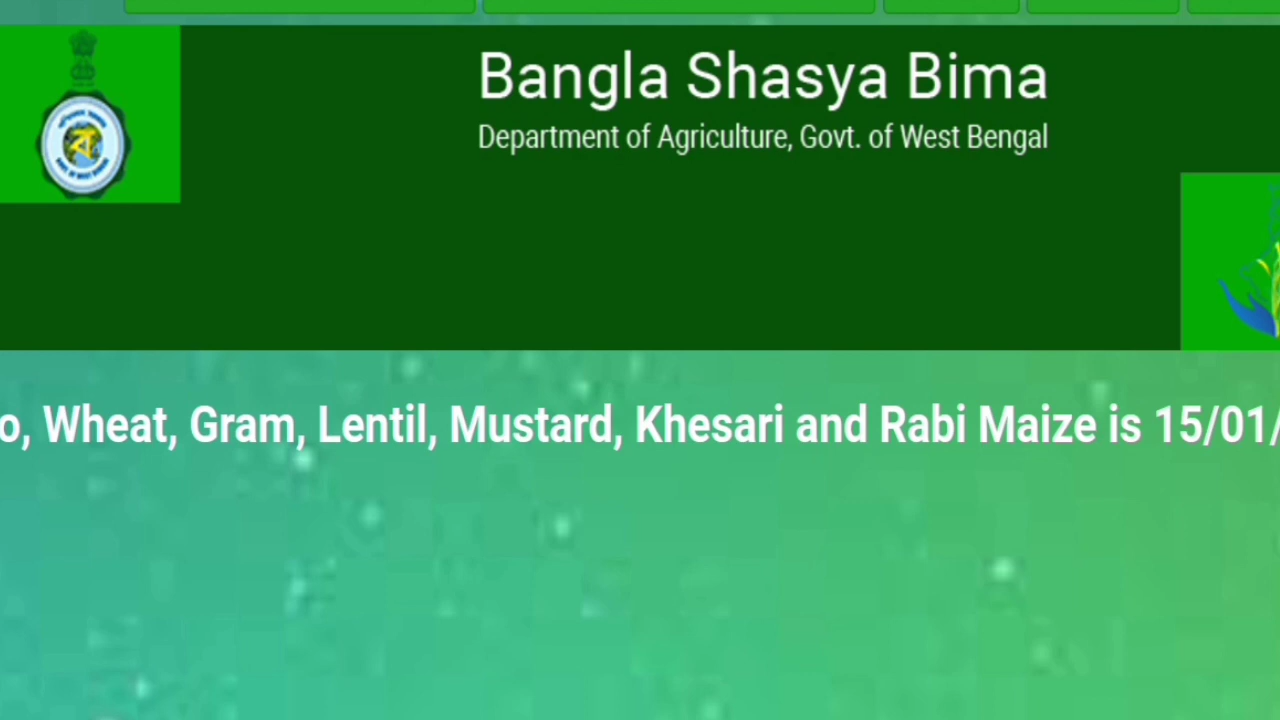 Bangla Shasya Bima
Department of Agriculture, Govt. of West Bengal
o, Wheat, Gram, Lentil, Mustard, Khesari and Rabi Maize is 15/01/